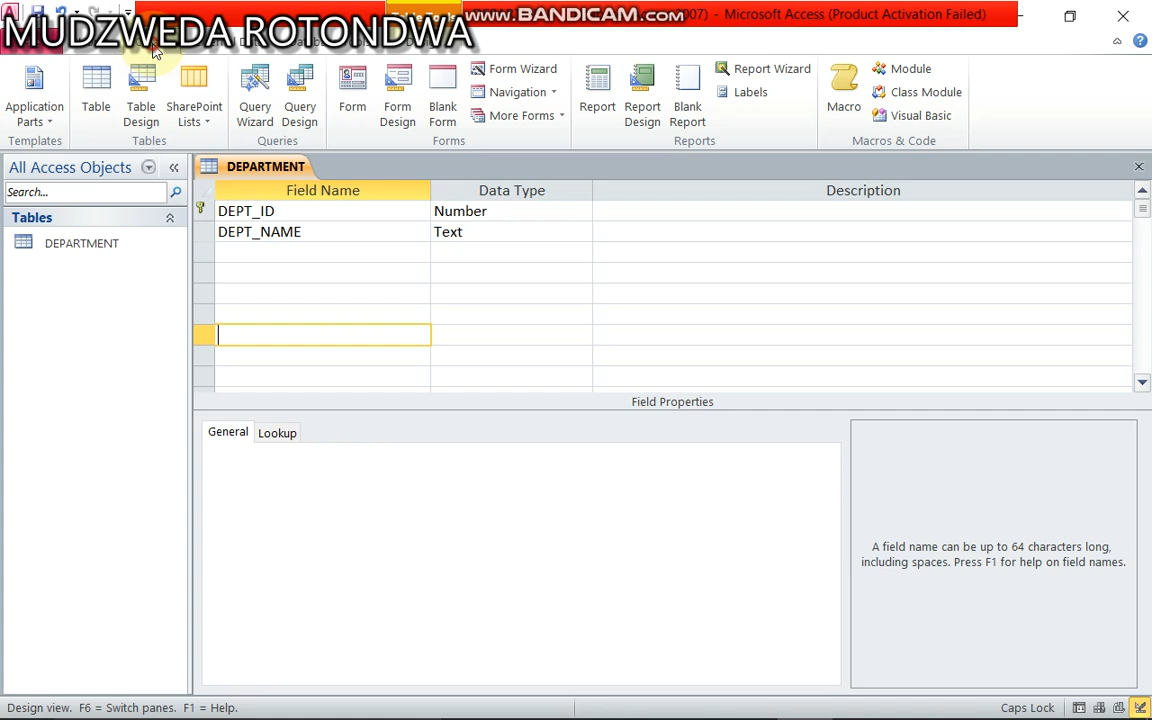 MUDZWEDA ROTONDWA
www.BANDICAM.com
2007) - Microsoft Access (Product Activation Failed)
Application Parts
Table
Table Design
SharePoint Lists
Query Wizard
Query Design
Form
Form Design
Blank Form
Form Wizard
Navigation
More Forms
Report
Report Design
Blank Report
Report Wizard
Labels
Macro
Module
Class Module
Visual Basic
Templates
Tables
Queries
Forms
Reports
Macros & Code
All Access Objects
Search...
Tables
DEPARTMENT
DEPARTMENT
Field Name Data Type Description
DEPT_ID Number
DEPT_NAME Text
Field Properties
General Lookup
A field name can be up to 64 characters long,
including spaces. Press F1 for help on field names.
Design view. F6 = Switch panes. F1 = Help.
Caps Lock